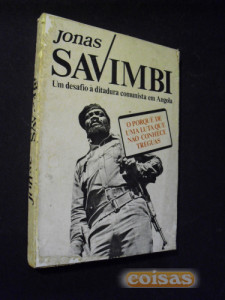 jonas
SAVIMBI
Um desafio a ditadura comunista em Angola
O PORQUÊ DE
UMA LUTA QUE
NÃO CONHECE
TRÉGUAS
coisas